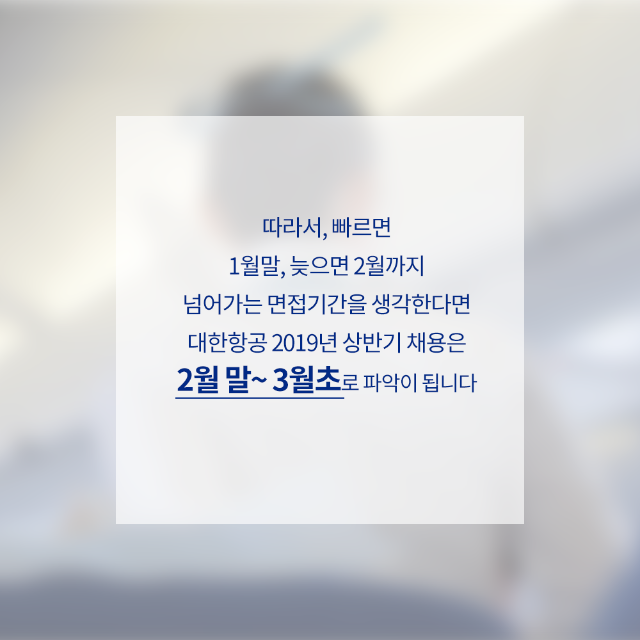 따라서, 빠르면
1월말, 늦으면 2월까지
넘어가는 면접기간을 생각한다면
대한항공 2019년 상반기 채용은
2월 말~ 3월초로 파악이 됩니다